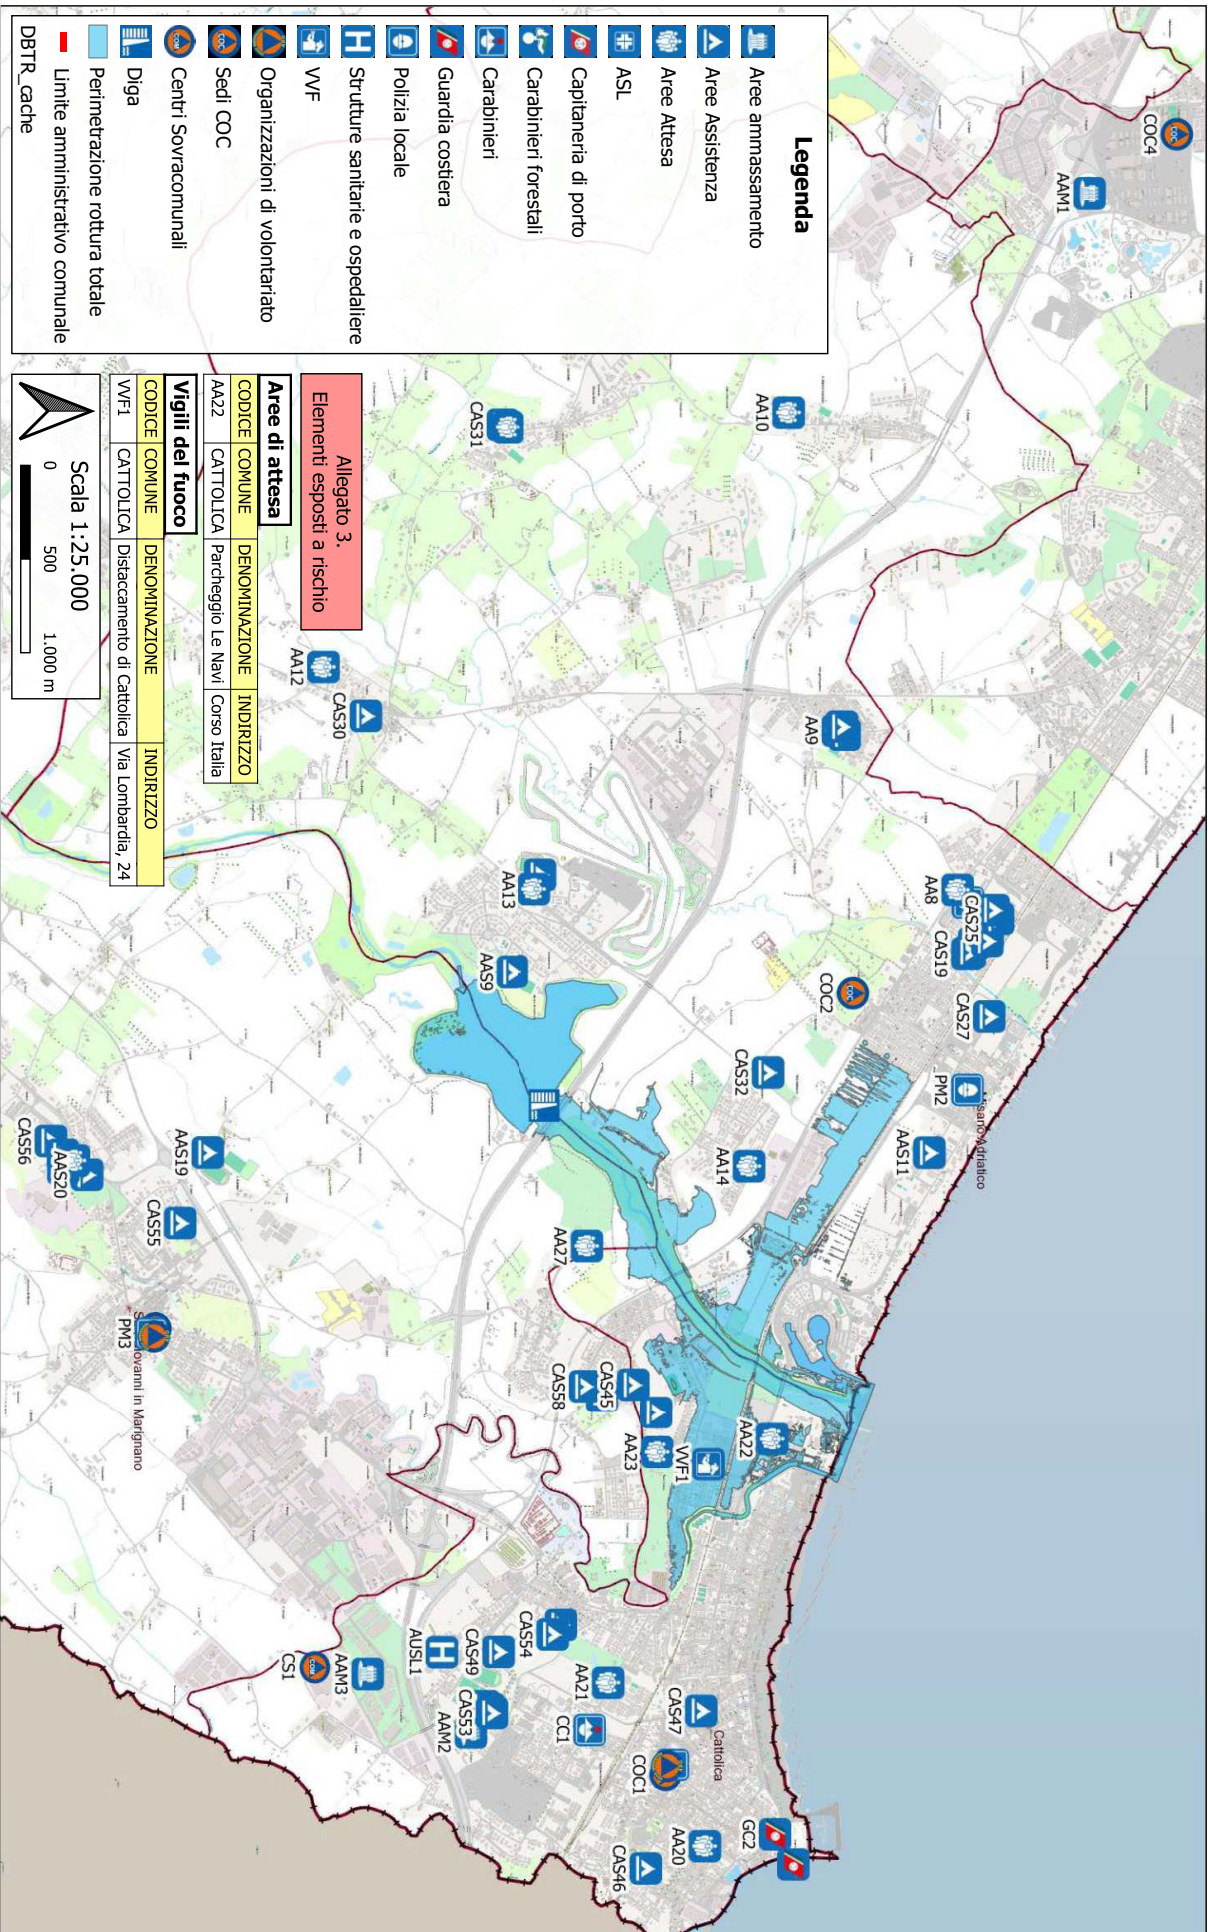 Legenda
Aree ammassamento
Aree Assistenza
Aree Attesa
ASL
Capitaneria di porto
Carabinieri forestali
Carabinieri
Guardia costiera
Polizia locale
Strutture sanitarie e ospedaliere
VVF
Organizzazioni di volontariato
Sedi COC
Centri Sovracomunali
Diga
Perimetrazione rottura totale
Limite amministrativo comunale
DBTR_cache
Allegato 3.
Elementi esposti a rischio
Aree di attesa
CODICE COMUNE DENOMINAZIONE INDIRIZZO
AA22 CATTOLICA Parcheggio Le Navi Corso Italia
Vigili del fuoco
CODICE COMUNE DENOMINAZIONE INDIRIZZO
VVF1 CATTOLICA Distaccamento di Cattolica Via Lombardia, 24
Scala 1:25.000
0 500 1.000 m
COC4
AAM1
AA10
CAS31
AA12
CAS30
AA9
AA8
CAS25
CAS19
CAS27
COC2
PM2
Misano Adriatico
AAS11
AA13
AAS9
CAS32
AA14
AA27
CAS56
AAS20
AAS19
CAS55
PM3
San Giovanni in Marignano
CAS58
CAS45
AA23
VVF1
AA22
CAS54
AA21
CAS49
AUSL1
CAS53
AAM2
AAM3
CS1
CC1
CAS47
Cattolica
COC1
GC2
AA20
CAS46